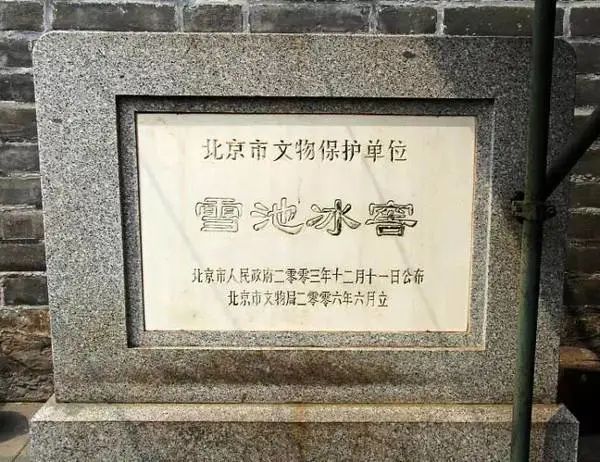 北京市文物保护单位
雪池冰窖
北京市人民政府二零零三年十二月十一日公布
北京市文物局二零零六年六月立